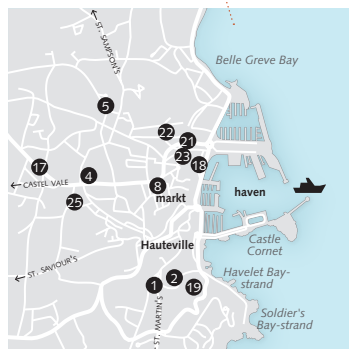 ST. SAMPSON'S
Belle Greve Bay
5
22
21
23
18
17
4
CASTEL VALE
8
25
markt
haven
Hauteville
Castle
Cornet
ST. SAVIOUR'S
Havelet Bay-
strand
1
2
19
ST. MARTIN'S
Soldier's
Bay-strand